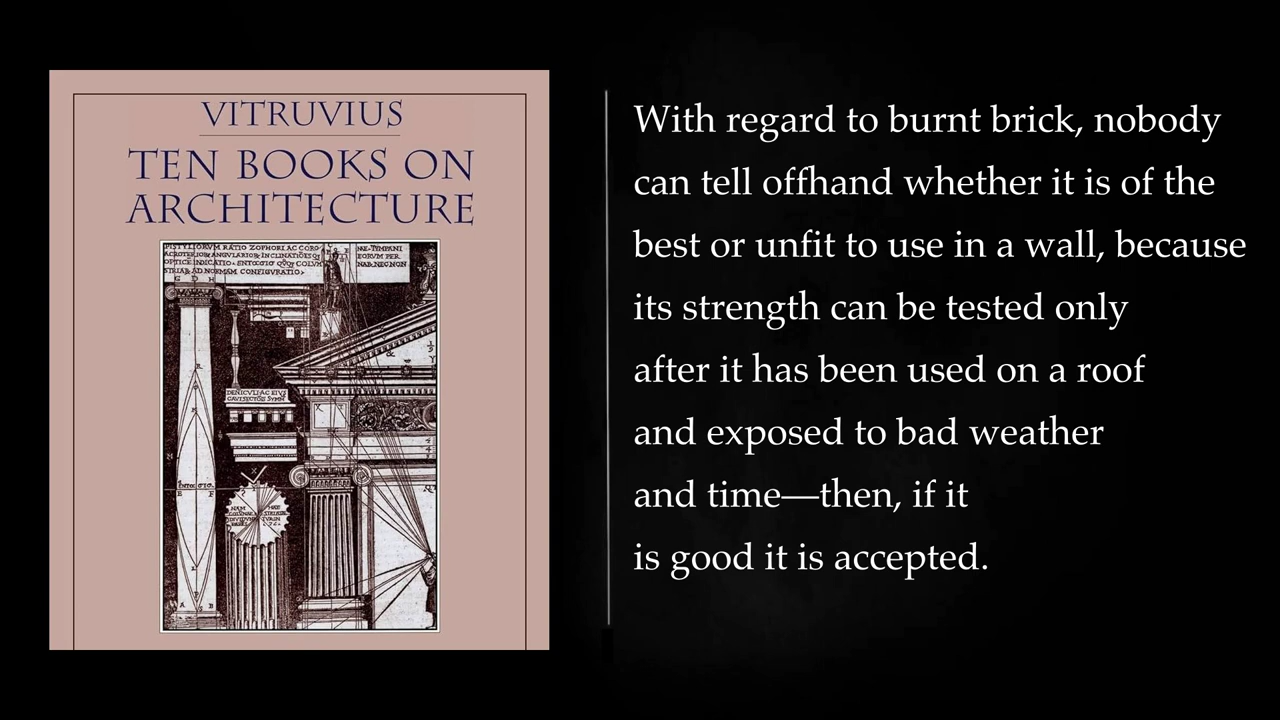 VITRUVIUS
TEN BOOKS ON
ARCHITECTURE
With regard to burnt brick, nobody
can tell offhand whether it is of the
best or unfit to use in a wall, because
its strength can be tested only
after it has been used on a roof
and exposed to bad weather
and time—then, if it
is good it is accepted.